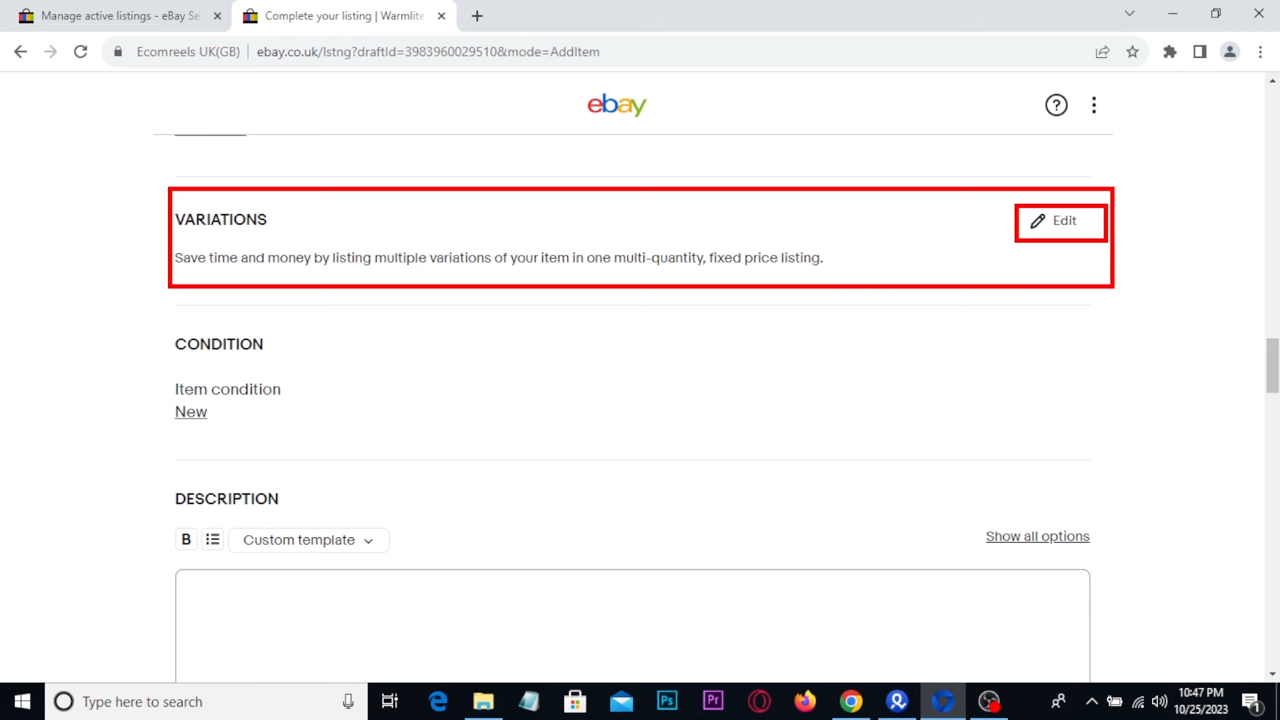 Manage active listings - eBay Se
Complete your listing | Warmlite
Ecomreels UK(GB)
ebay.co.uk/lstng?draftId=3983960029510&mode=AddItem
ebay
VARIATIONS
Edit
Save time and money by listing multiple variations of your item in one multi-quantity, fixed price listing.
CONDITION
Item condition
New
DESCRIPTION
B
Custom template
Show all options
Type here to search
Ps
Pr
10:47 PM
10/25/2023
1